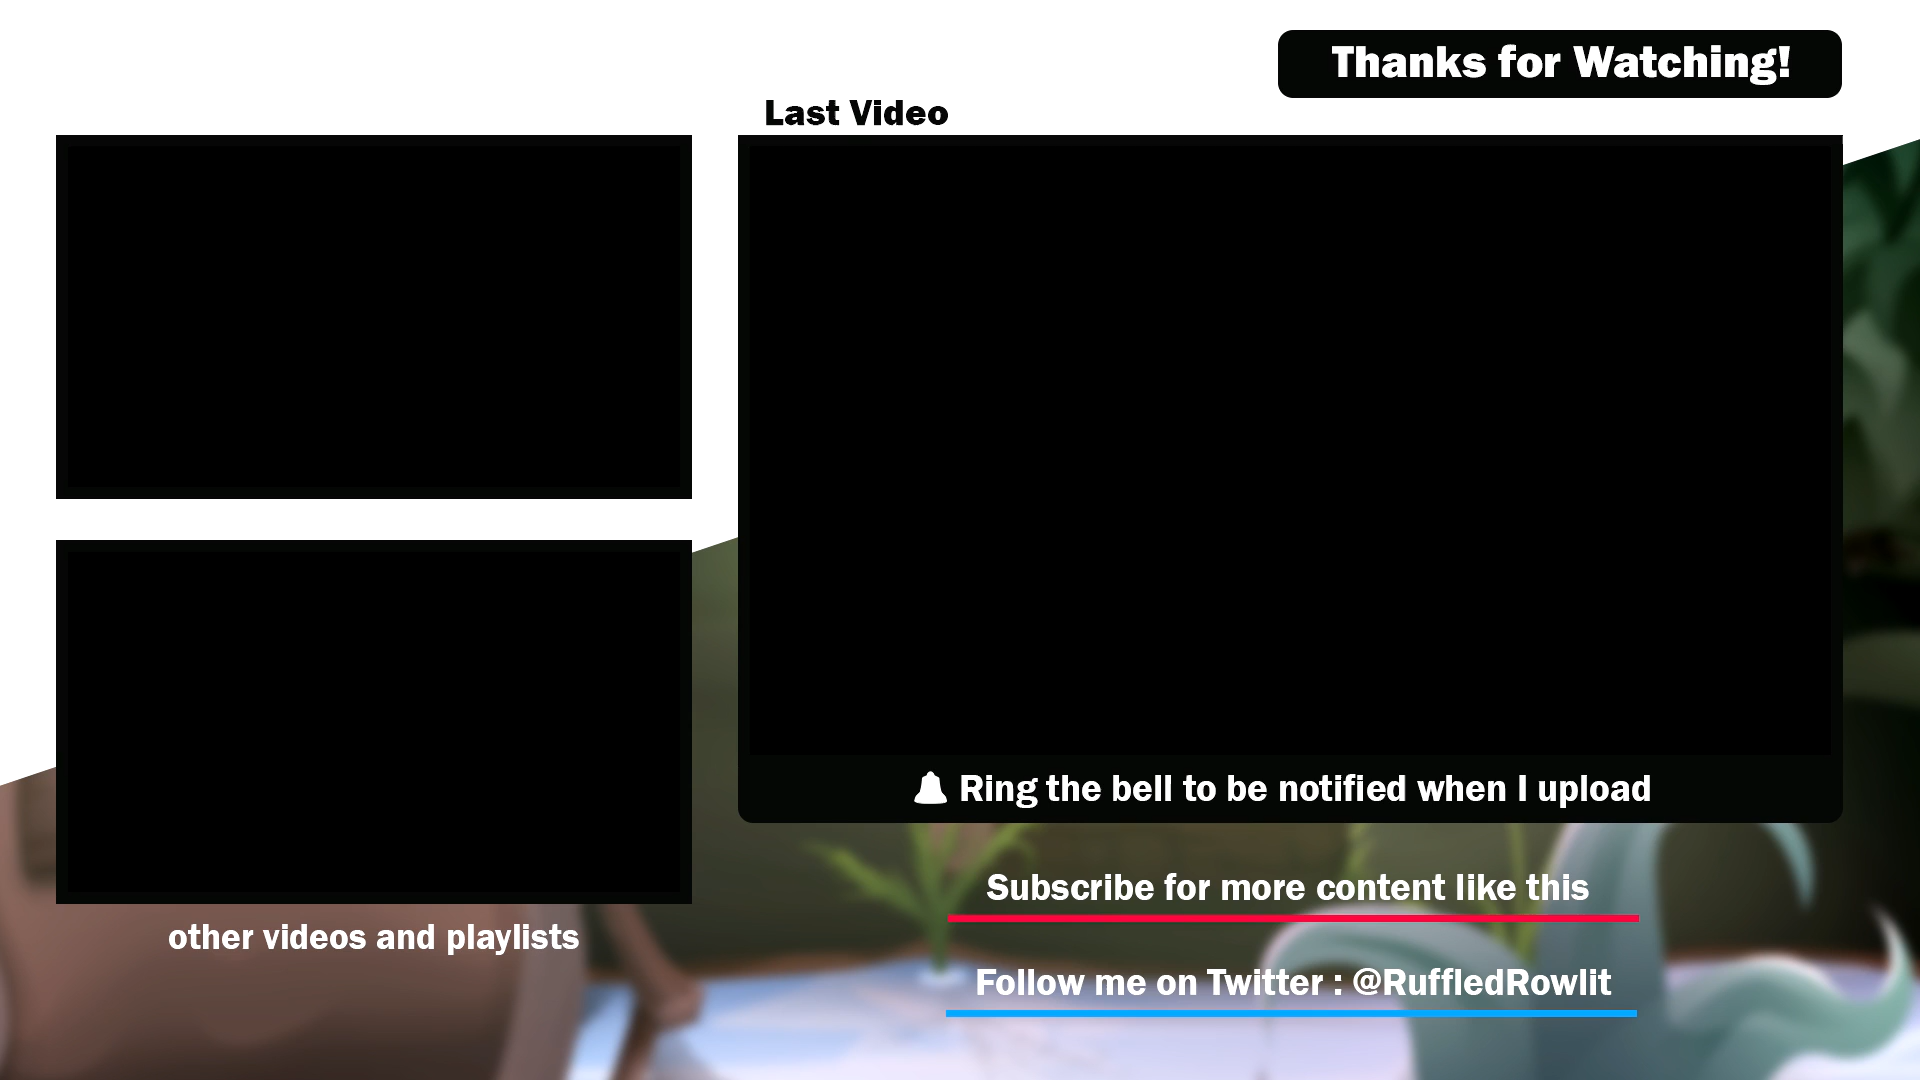 Thanks for Watching!
Last Video
Ring the bell to be notified when I upload
other videos and playlists
Subscribe for more content like this
Follow me on Twitter : @RuffledRowlit